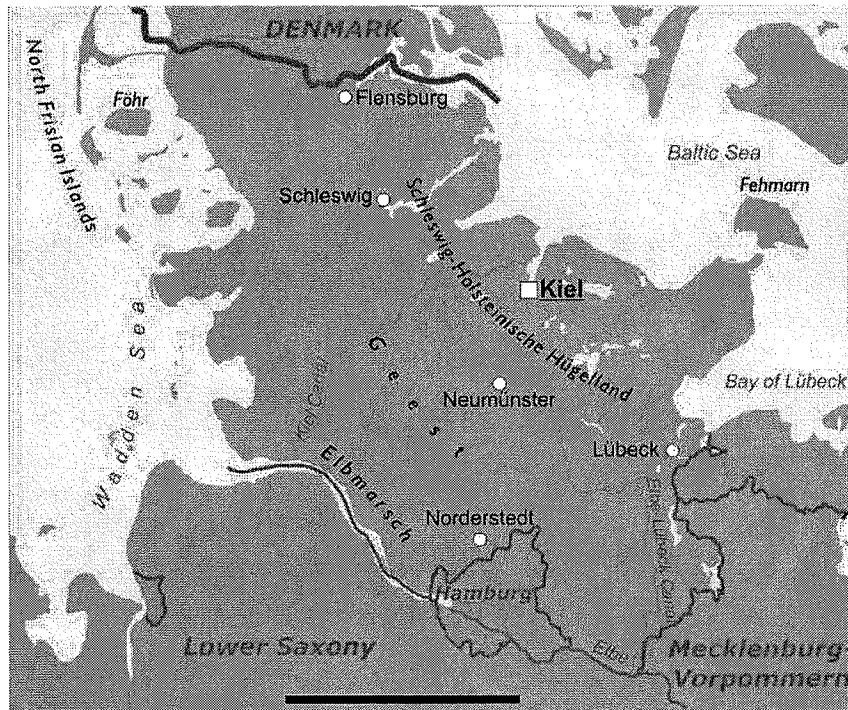 DENMARK
North Frisian Islands
Föhr
Flensburg
Baltic Sea
Fehmarn
Schleswig
Schleswig-Holsteinische Hügelland
Kiel
Wadden Sea
Geest
Kiel Canal
Neumünster
Bay of Lübeck
Lübeck
Elbmarsch
Norderstedt
Elbe-Lübeck Canal
Hamburg
Lower Saxony
Elbe
Mecklenburg-
Vorpommern